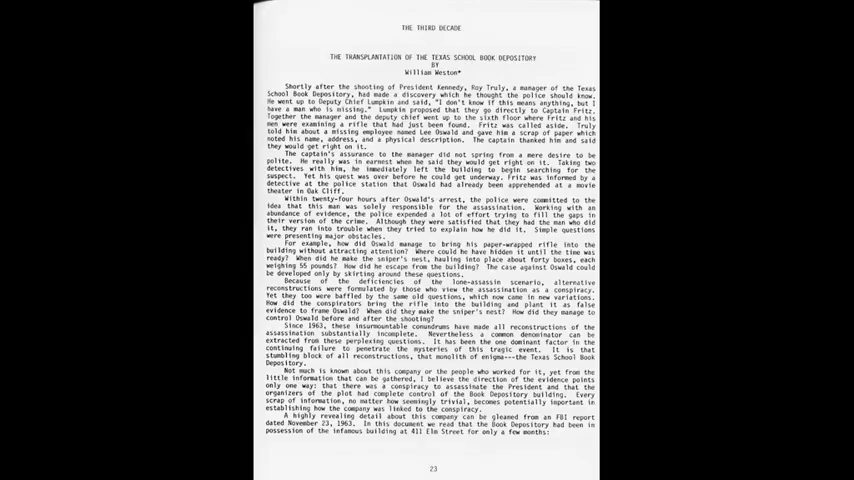 THE THIRD DECADE
THE TRANSPLANTATION OF THE TEXAS SCHOOL BOOK DEPOSITORY
BY
William Weston*
Shortly after the shooting of President Kennedy, Roy Truly, a manager of the Texas
School Book Depository, had made a discovery which he thought the police should know.
He went up to Deputy Chief Lumpkin and said, "I don't know if this means anything, but I
have a man who is missing." Lumpkin proposed that they go directly to Captain Fritz.
Together the manager and the deputy chief went up to the sixth floor where Fritz and his
men were examining a rifle that had just been found. Fritz was called aside. Truly
told him about a missing employee named Lee Oswald and gave him a scrap of paper which
noted his name, address, and a physical description. The captain thanked him and said
they would get right on it.
The captain's assurance to the manager did not spring from a mere desire to be
polite. He really was in earnest when he said they would get right on it. Taking two
detectives with him, he immediately left the building to begin searching for the
suspect. Yet his quest was over before he could get underway. Fritz was informed by a
detective at the police station that Oswald had already been apprehended at a movie
theater in Oak Cliff.
Within twenty-four hours after Oswald's arrest, the police were committed to the
idea that this man was solely responsible for the assassination. Working with an
abundance of evidence, the police expended a lot of effort trying to fill the gaps in
their version of the crime. Although they were satisfied that they had the man who did
it, they ran into trouble when they tried to explain how he did it. Simple questions
were presenting major obstacles.
For example, how did Oswald manage to bring his paper-wrapped rifle into the
building without attracting attention? Where could he have hidden it until the time was
ready? When did he make the sniper's nest, hauling into place about forty boxes, each
weighing 55 pounds? How did he escape from the building? The case against Oswald could
be developed only by skirting around these questions.
Because of the deficiencies of the lone-assassin scenario, alternative
reconstructions were formulated by those who view the assassination as a conspiracy.
Yet they too were baffled by the same old questions, which now came in new variations.
How did the conspirators bring the rifle into the building and plant it as false
evidence to frame Oswald? When did they make the sniper's nest? How did they manage to
control Oswald before and after the shooting?
Since 1963, these insurmountable conundrums have made all reconstructions of the
assassination substantially incomplete. Nevertheless a common denominator can be
extracted from these perplexing questions. It has been the one dominant factor in the
continuing failure to penetrate the mysteries of this tragic event. It is that
stumbling block of all reconstructions, that monolith of enigma---the Texas School Book
Depository.
Not much is known about this company or the people who worked for it, yet from the
little information that can be gathered, I believe the direction of the evidence points
only one way: that there was a conspiracy to assassinate the President and that the
organizers of the plot had complete control of the Book Depository building. Every
scrap of information, no matter how seemingly trivial, becomes potentially important in
establishing how the company was linked to the conspiracy.
A highly revealing detail about this company can be gleaned from an FBI report
dated November 23, 1963. In this document we read that the Book Depository had been in
possession of the infamous building at 411 Elm Street for only a few months:
23